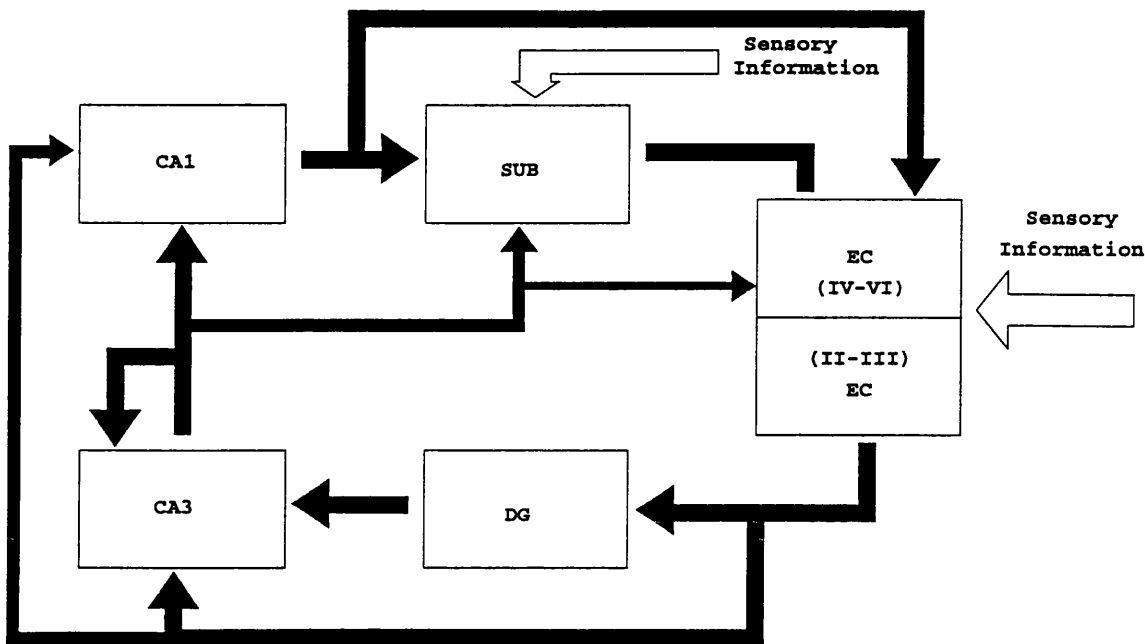 Sensory
Information
CA1
SUB
Sensory
Information
EC
(IV-VI)
(II-III)
EC
CA3
DG